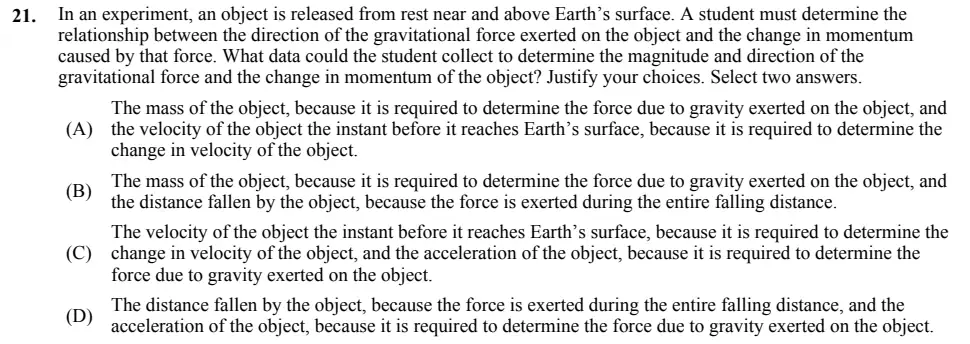 21. In an experiment, an object is released from rest near and above Earth's surface. A student must determine the
relationship between the direction of the gravitational force exerted on the object and the change in momentum
caused by that force. What data could the student collect to determine the magnitude and direction of the
gravitational force and the change in momentum of the object? Justify your choices. Select two answers.
The mass of the object, because it is required to determine the force due to gravity exerted on the object, and
(A) the velocity of the object the instant before it reaches Earth's surface, because it is required to determine the
change in velocity of the object.
(B) The mass of the object, because it is required to determine the force due to gravity exerted on the object, and
the distance fallen by the object, because the force is exerted during the entire falling distance.
The velocity of the object the instant before it reaches Earth's surface, because it is required to determine the
(C) change in velocity of the object, and the acceleration of the object, because it is required to determine the
force due to gravity exerted on the object.
(D) The distance fallen by the object, because the force is exerted during the entire falling distance, and the
acceleration of the object, because it is required to determine the force due to gravity exerted on the object.